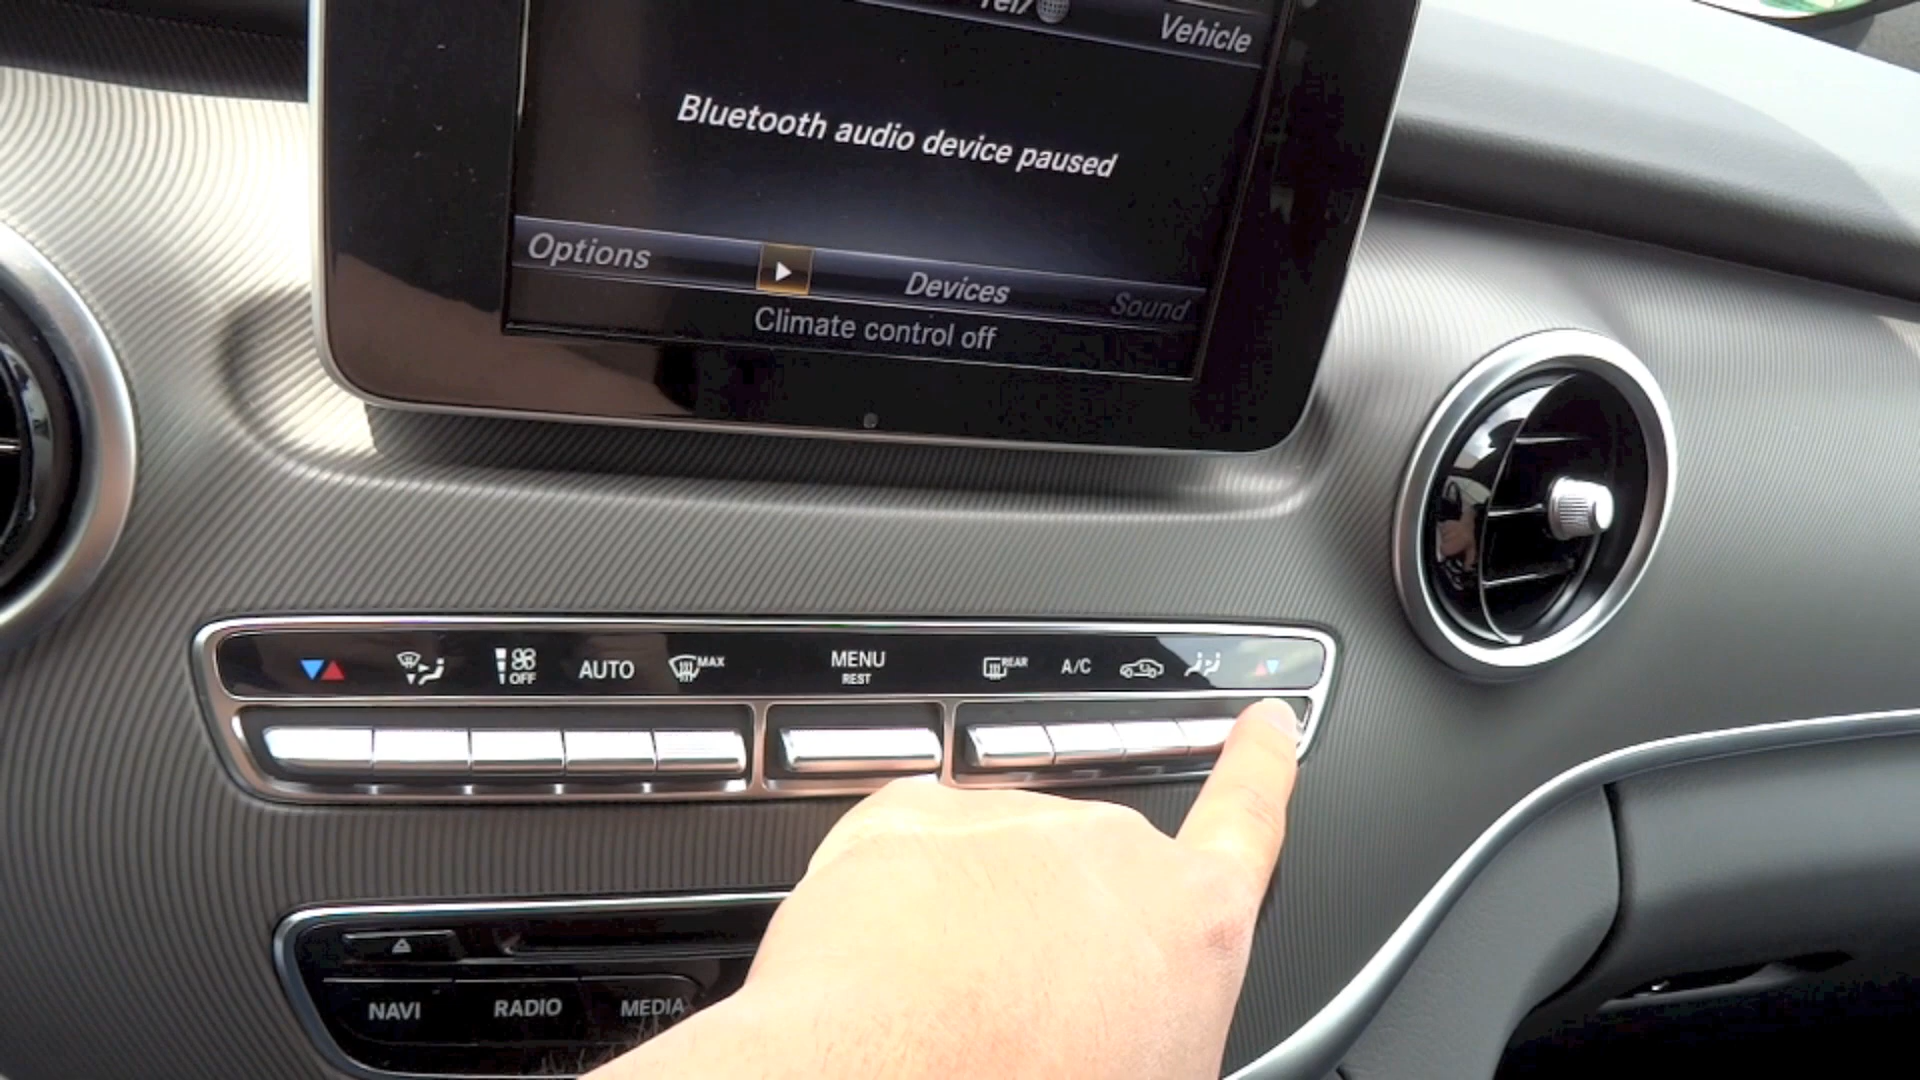 Tel/
Vehicle
Bluetooth audio device paused
Options
Devices
Sound
Climate control off
OFF
AUTO
MAX
MENU
REST
REAR
A/C
NAVI
RADIO
MEDIA